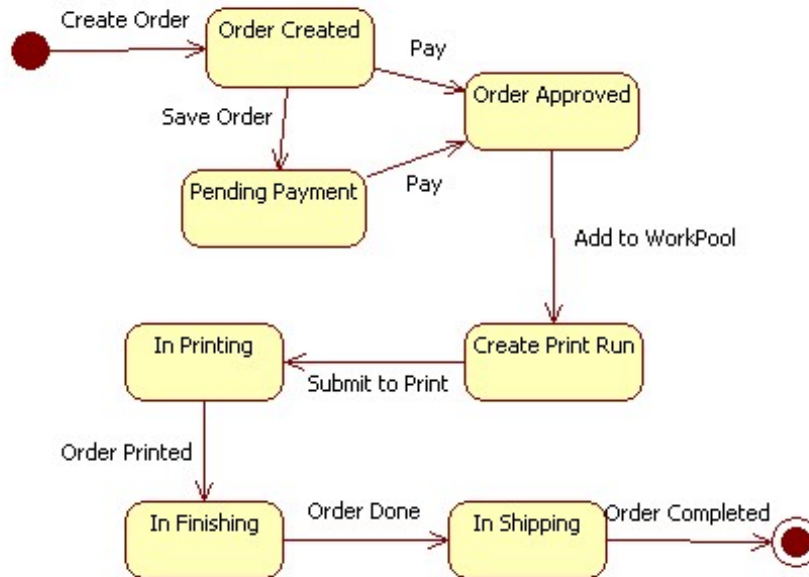 Create Order
Order Created
Pay
Order Approved
Save Order
Pending Payment
Pay
Add to WorkPool
In Printing
Create Print Run
Submit to Print
Order Printed
In Finishing
Order Done
In Shipping
Order Completed